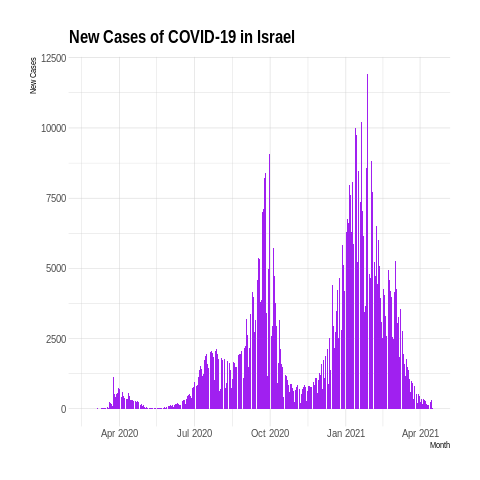 New Cases of COVID-19 in Israel
New Cases
12500
10000
7500
5000
2500
0
Apr 2020 Jul 2020 Oct 2020 Jan 2021 Apr 2021
Month